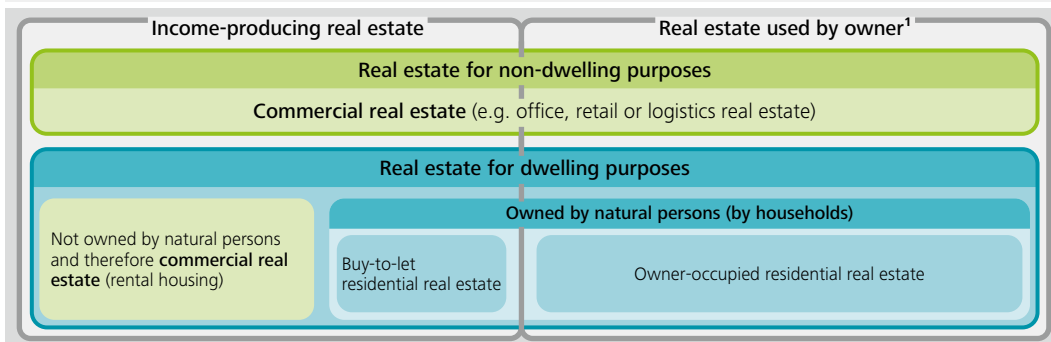 Income-producing real estate
Real estate used by owner¹
Real estate for non-dwelling purposes
Commercial real estate (e.g. office, retail or logistics real estate)
Real estate for dwelling purposes
Not owned by natural persons
and therefore commercial real
estate (rental housing)
Owned by natural persons (by households)
Buy-to-let
residential real estate
Owner-occupied residential real estate